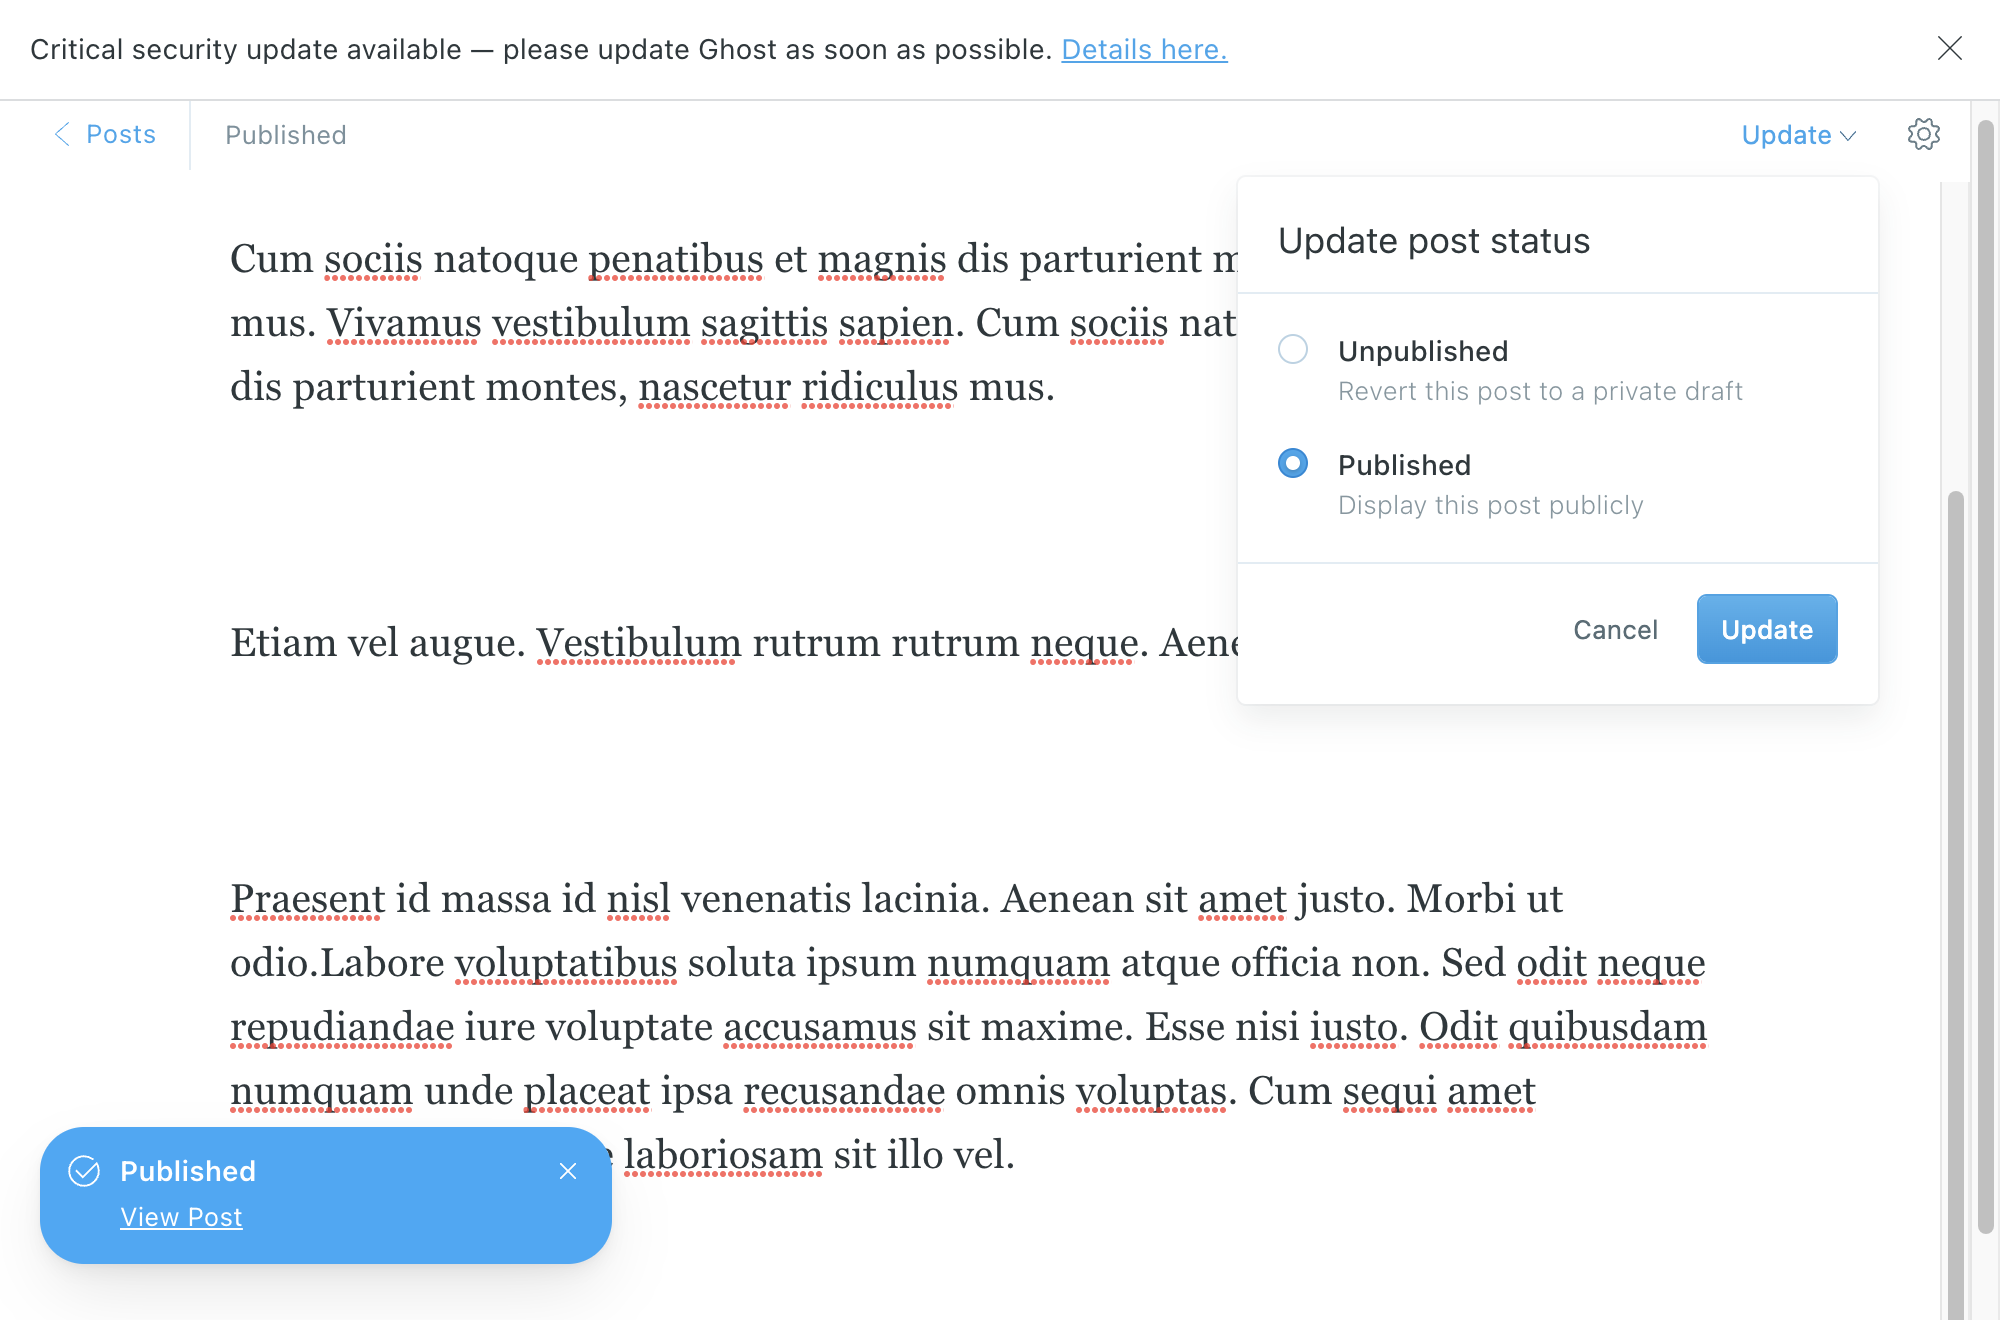 Critical security update available — please update Ghost as soon as possible. Details here.
Posts
Published
Update
Cum sociis natoque penatibus et magnis dis parturient
mus. Vivamus vestibulum sagittis sapien. Cum sociis
dis parturient montes, nascetur ridiculus mus.
Etiam vel augue. Vestibulum rutrum rutrum neque.
Update post status
Unpublished
Revert this post to a private draft
Published
Display this post publicly
Cancel
Update
Praesent id massa id nisl venenatis lacinia. Aenean sit amet justo. Morbi ut
odio.Labore voluptatibus soluta ipsum numquam atque officia non. Sed odit neque
repudiandae iure voluptate accusamus sit maxime. Esse nisi iusto. Odit quibusdam
numquam unde placeat ipsa recusandae omnis voluptas. Cum sequi amet
laboriosam sit illo vel.
Published
View Post